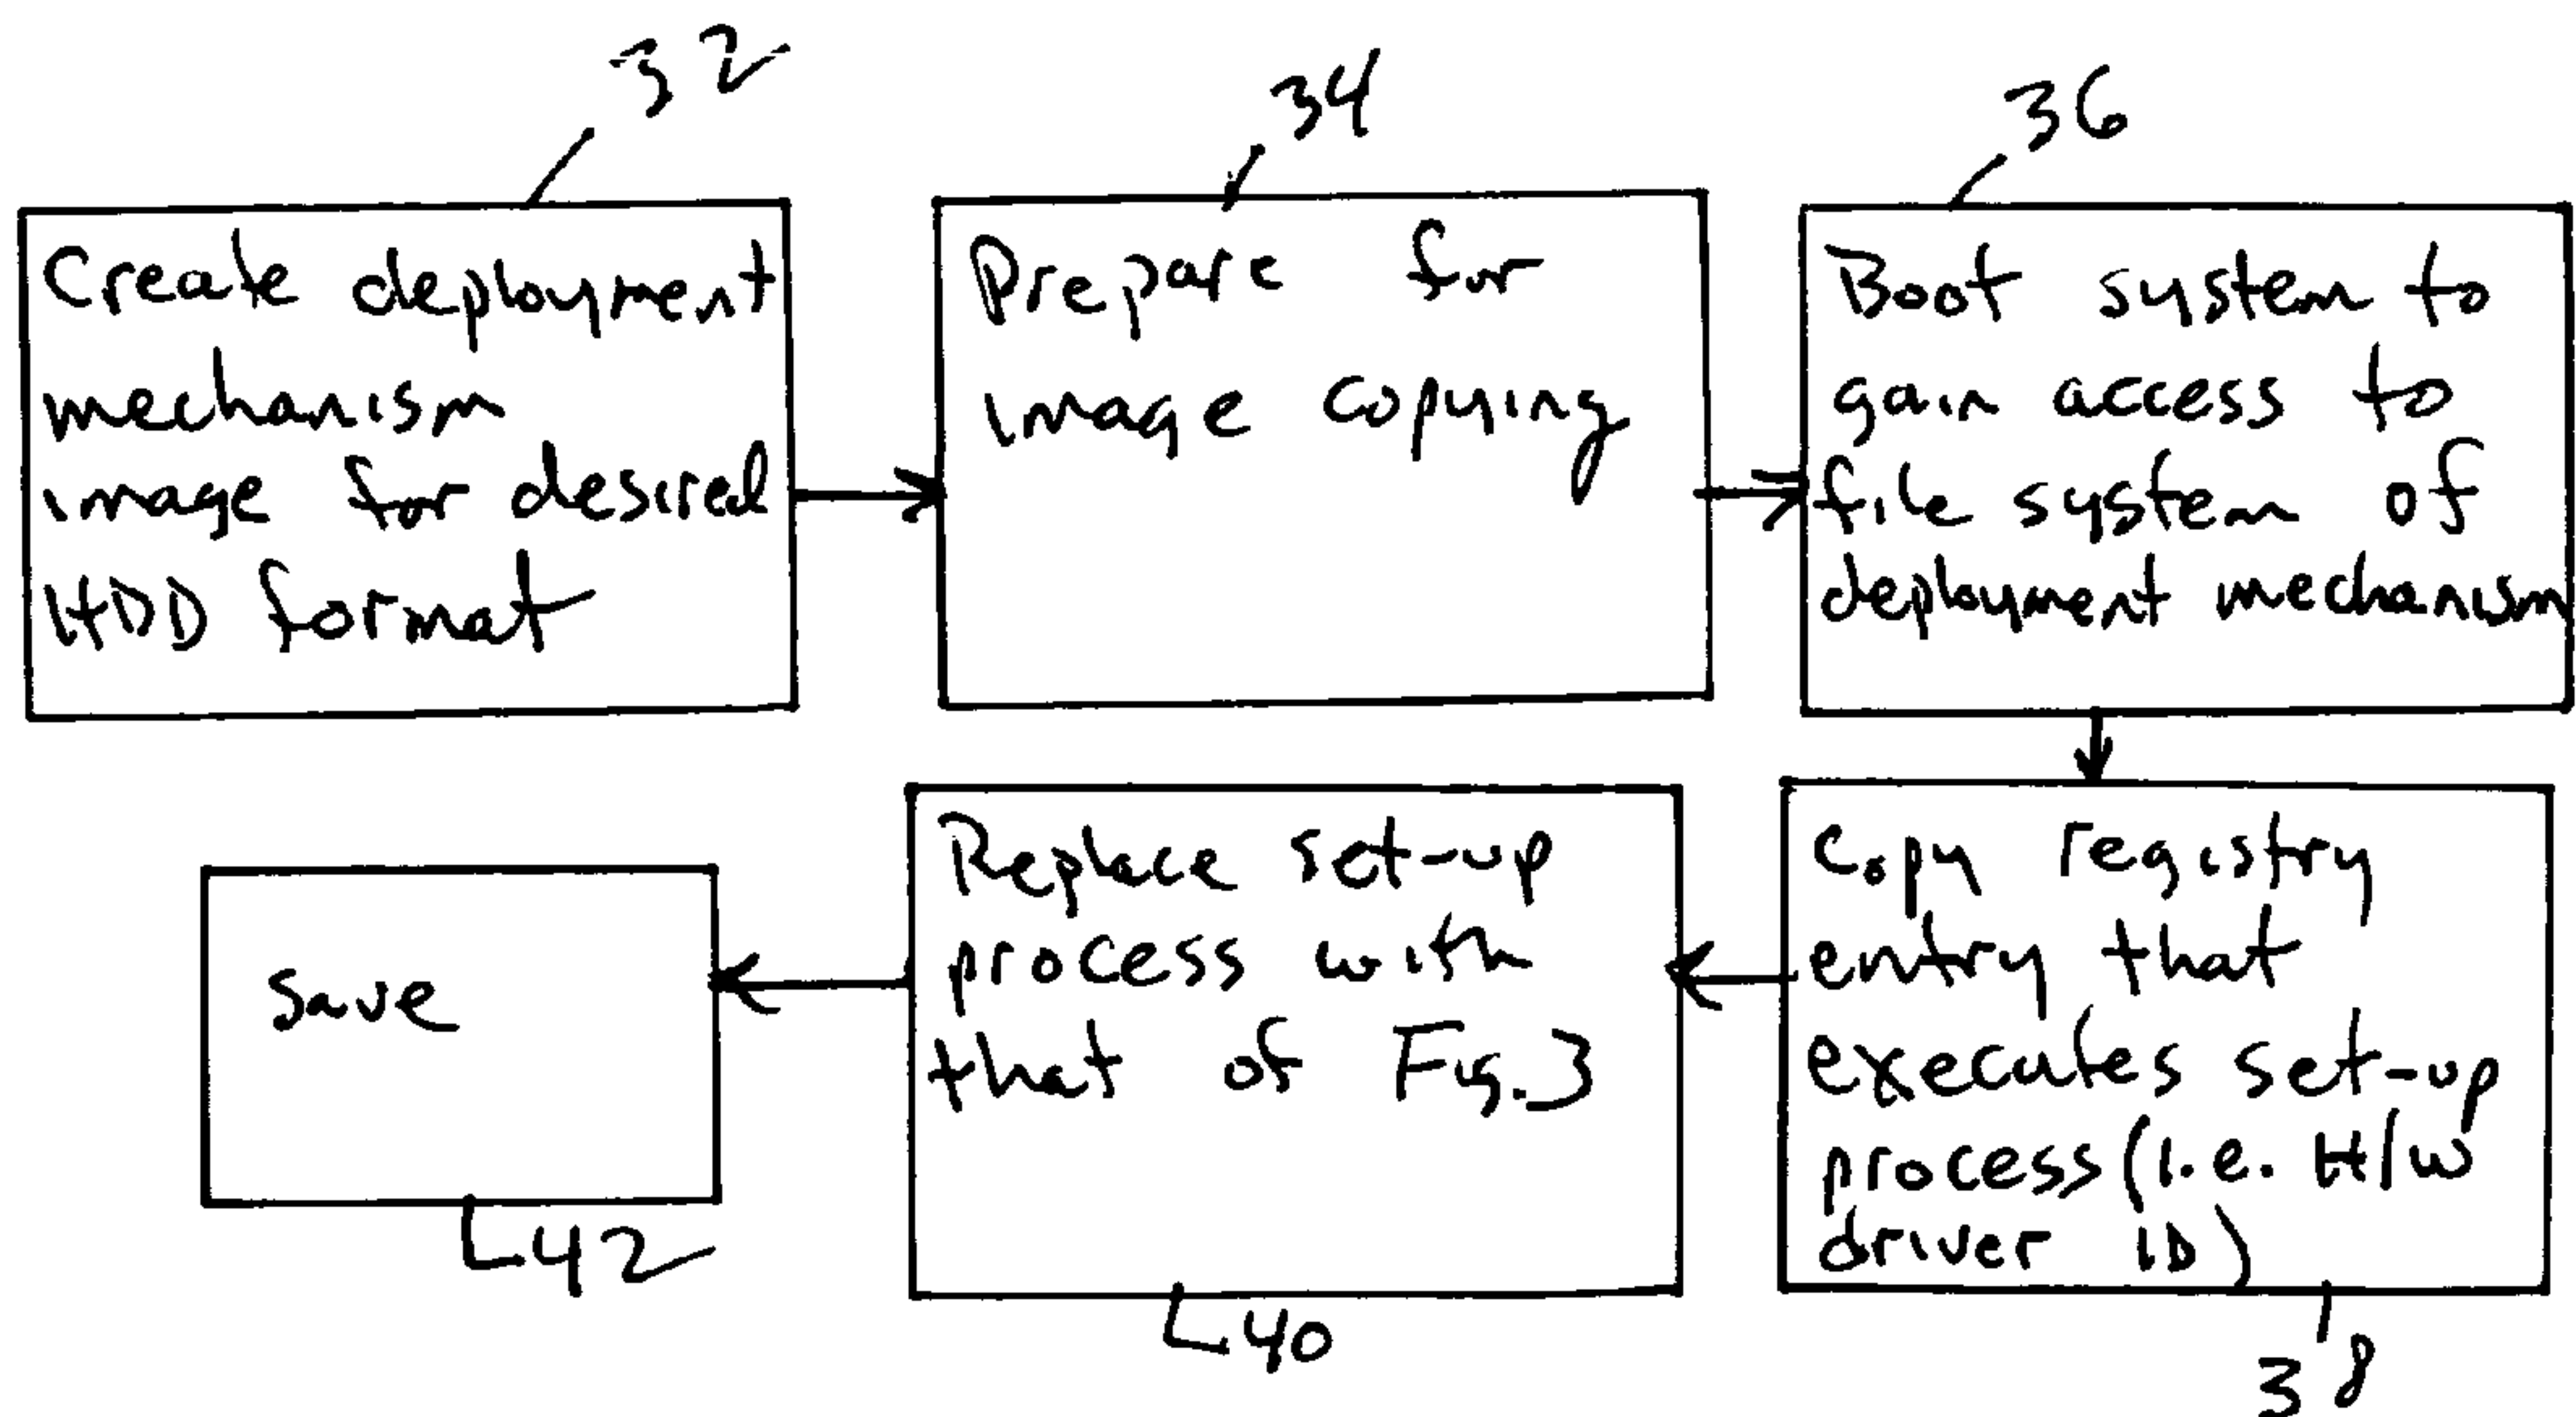 32
Create deployment
mechanism
image for desired
HDD format
34
Prepare for
image copying
36
Boot system to
gain access to
file system of
deployment mechanism
Copy registry
entry that
executes set-up
process (i.e. H/W
driver ID)
38
Replace set-up
process with
that of Fig. 3
40
Save
42